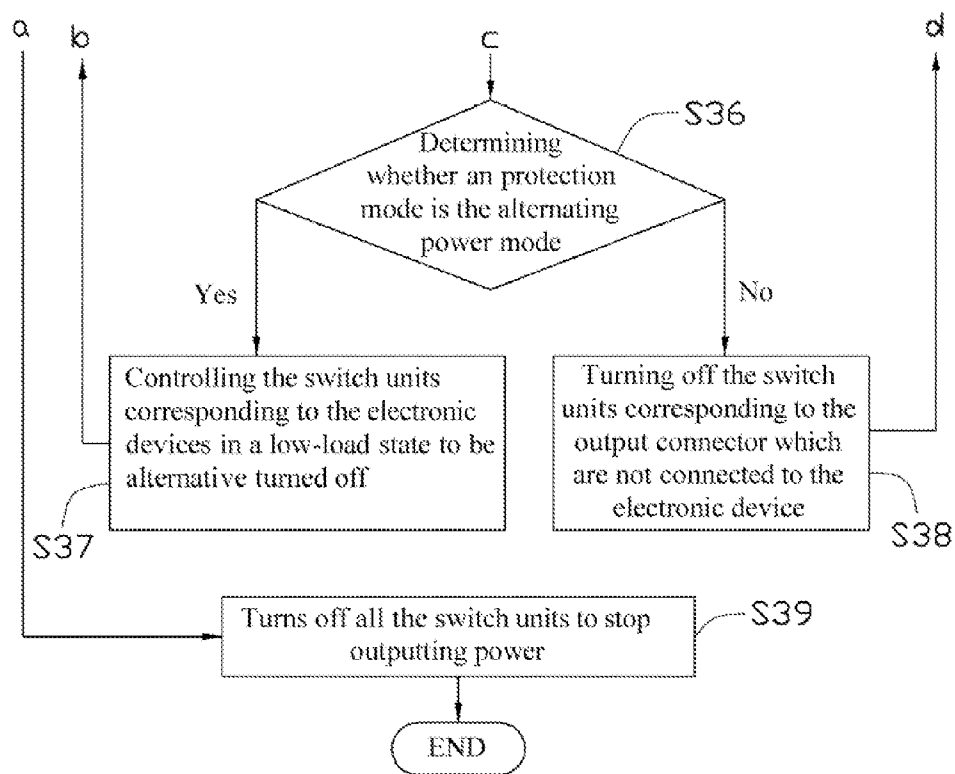 a
b
c
d
S36
Determining
whether an protection
mode is the alternating
power mode
Yes
No
Controlling the switch units
corresponding to the electronic
devices in a low-load state to be
alternative turned off
Turning off the switch
units corresponding to the
output connector which
are not connected to the
electronic device
S37
S38
Turns off all the switch units to stop
outputting power
S39
END